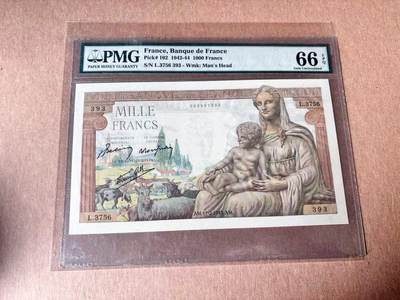 PMG
PAPER MONEY GUARANTY
France, Banque de France
Pick# 102 1942-44 1000 Francs
S/N L.3756 393 - Wmk: Man's Head
66 EPQ
Gem Uncirculated
393
L.3756
MILLE
FRANCS
L.3756
393